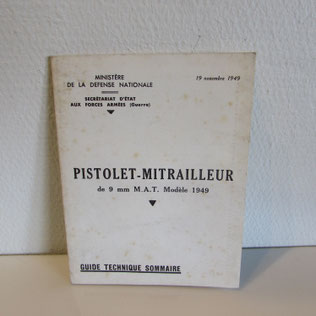 MINISTÈRE
DE LA DÉFENSE NATIONALE
19 novembre 1949
SECRÉTARIAT D'ÉTAT
AUX FORCES ARMÉES (Guerre)
PISTOLET-MITRAILLEUR
de 9 mm M.A.T. Modèle 1949
GUIDE TECHNIQUE SOMMAIRE